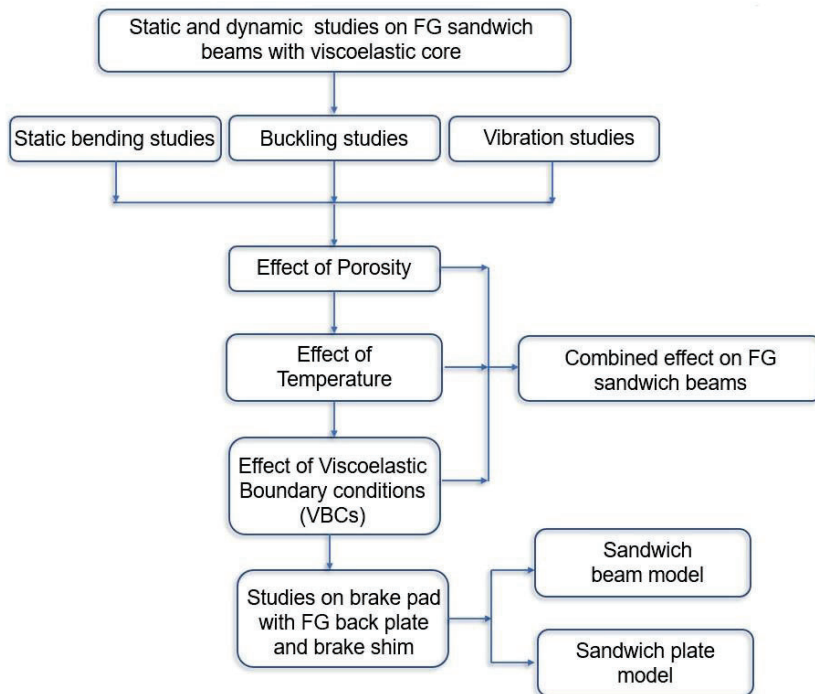 Static and dynamic studies on FG sandwich
beams with viscoelastic core
Static bending studies
Buckling studies
Vibration studies
Effect of Porosity
Effect of
Temperature
Combined effect on FG
sandwich beams
Effect of Viscoelastic
Boundary conditions
(VBCs)
Sandwich
beam model
Studies on brake pad
with FG back plate
and brake shim
Sandwich plate
model